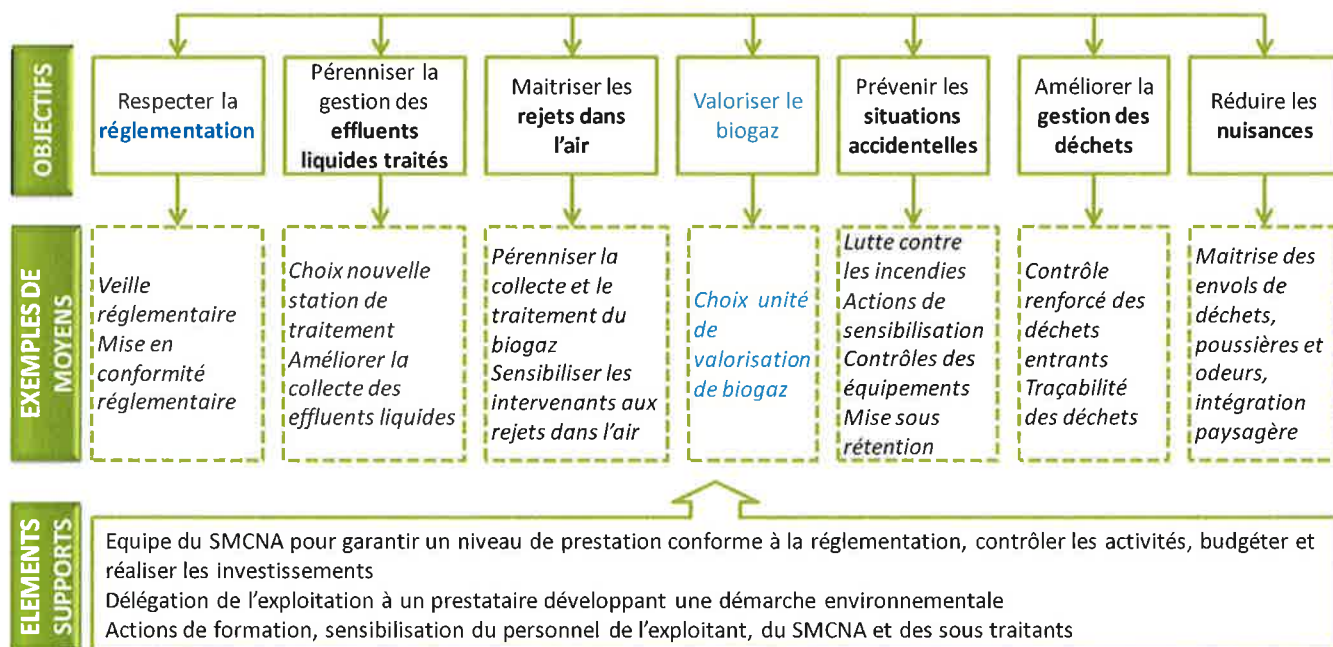 OBJECTIFS
Respecter la
réglementation
Pérenniser la
gestion des
effluents
liquides traités
Maitriser les
rejets dans
l'air
Valoriser le
biogaz
Prévenir les
situations
accidentelles
Améliorer la
gestion des
déchets
Réduire les
nuisances
EXEMPLES DE
MOYENS
Veille
réglementaire
Mise en
conformité
réglementaire
Choix nouvelle
station de
traitement
Améliorer la
collecte des
effluents liquides
Pérenniser la
collecte et le
traitement du
biogaz
Sensibiliser les
intervenants aux
rejets dans l'air
Choix unité
de
valorisation
de biogaz
Lutte contre
les incendies
Actions de
sensibilisation
Contrôles des
équipements
Mise sous
rétention
Contrôle
renforcé des
déchets
entrants
Traçabilité
des déchets
Maitrise des
envols de
déchets,
poussières et
odeurs,
intégration
paysagère
ELEMENTS
SUPPORTS
Equipe du SMCNA pour garantir un niveau de prestation conforme à la réglementation, contrôler les activités, budgéter et
réaliser les investissements
Délégation de l'exploitation à un prestataire développant une démarche environnementale
Actions de formation, sensibilisation du personnel de l'exploitant, du SMCNA et des sous traitants